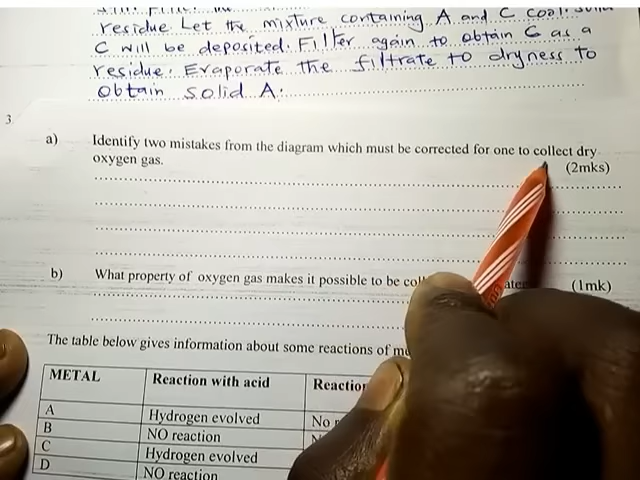 residue. Let the mixture containing A and C cool. Solid
C will be deposited. Filter again to obtain C as a
residue. Evaporate the filtrate to dryness to
obtain solid A.
3.
a) Identify two mistakes from the diagram which must be corrected for one to collect dry
oxygen gas. (2mks)
b) What property of oxygen gas makes it possible to be (1mk)
The table below gives information about some reactions of
METAL Reaction with acid
A Hydrogen evolved
B NO reaction
C Hydrogen evolved
D NO reaction